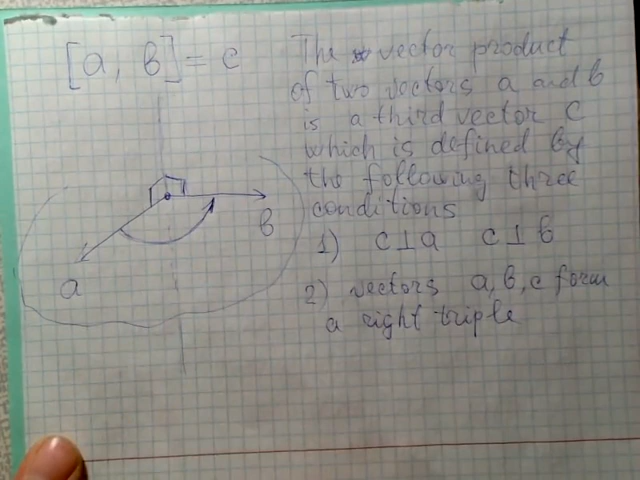 [a, b] = c
The vector product
of two vectors a and b
is a third vector c
which is defined by
the following three
conditions
1) c⊥a c⊥b
2) vectors a, b, c form
a right triple
b
a